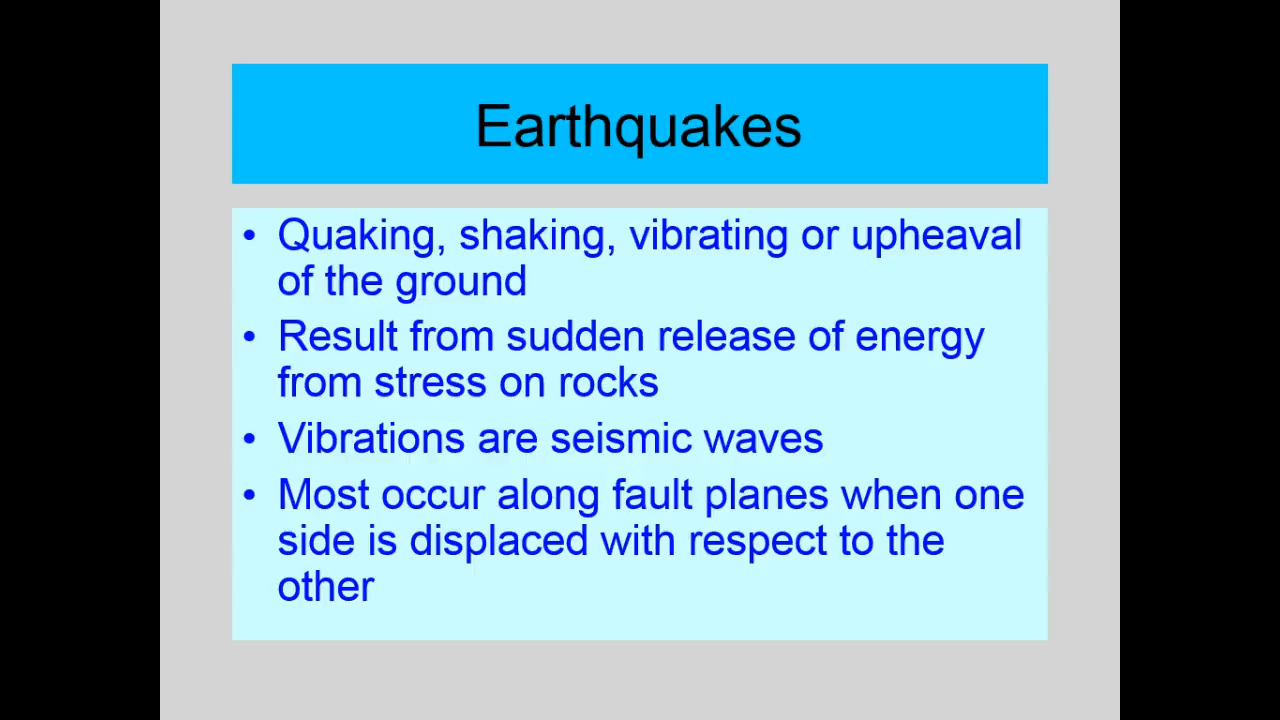 Earthquakes
• Quaking, shaking, vibrating or upheaval
of the ground
• Result from sudden release of energy
from stress on rocks
• Vibrations are seismic waves
• Most occur along fault planes when one
side is displaced with respect to the
other